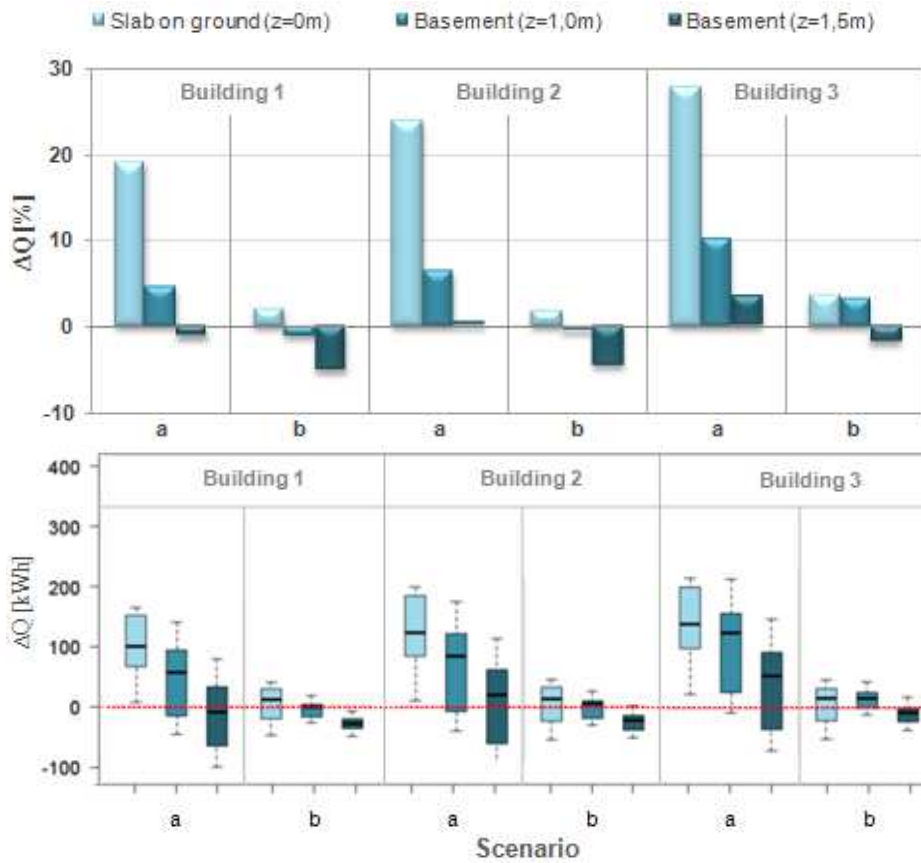 Slab on ground (z=0m) Basement (z=1,0m) Basement (z=1,5m)
30
Building 1 Building 2 Building 3
20
ΔQ [%]
10
0
-10
a b a b a b
400
Building 1 Building 2 Building 3
300
200
ΔQ [kWh]
100
0
-100
a b a b a b
Scenario